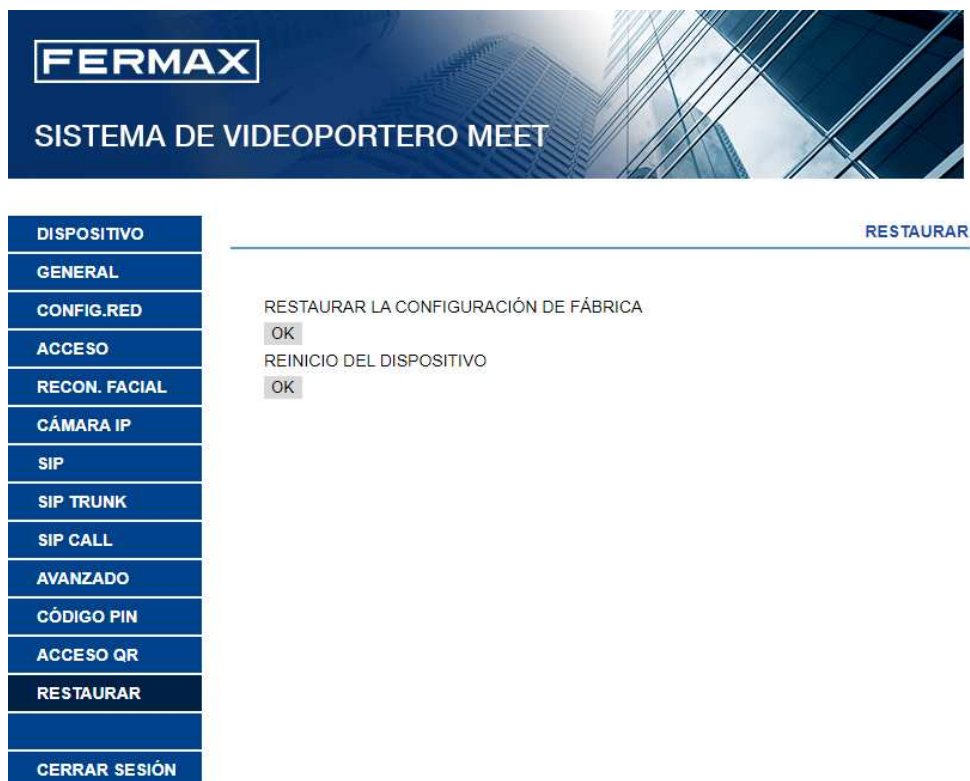 FERMAX
SISTEMA DE VIDEOPORTERO MEET
DISPOSITIVO
GENERAL
CONFIG.RED
ACCESO
RECON. FACIAL
CÁMARA IP
SIP
SIP TRUNK
SIP CALL
AVANZADO
CÓDIGO PIN
ACCESO QR
RESTAURAR
CERRAR SESIÓN
RESTAURAR
RESTAURAR LA CONFIGURACIÓN DE FÁBRICA
OK
REINICIO DEL DISPOSITIVO
OK